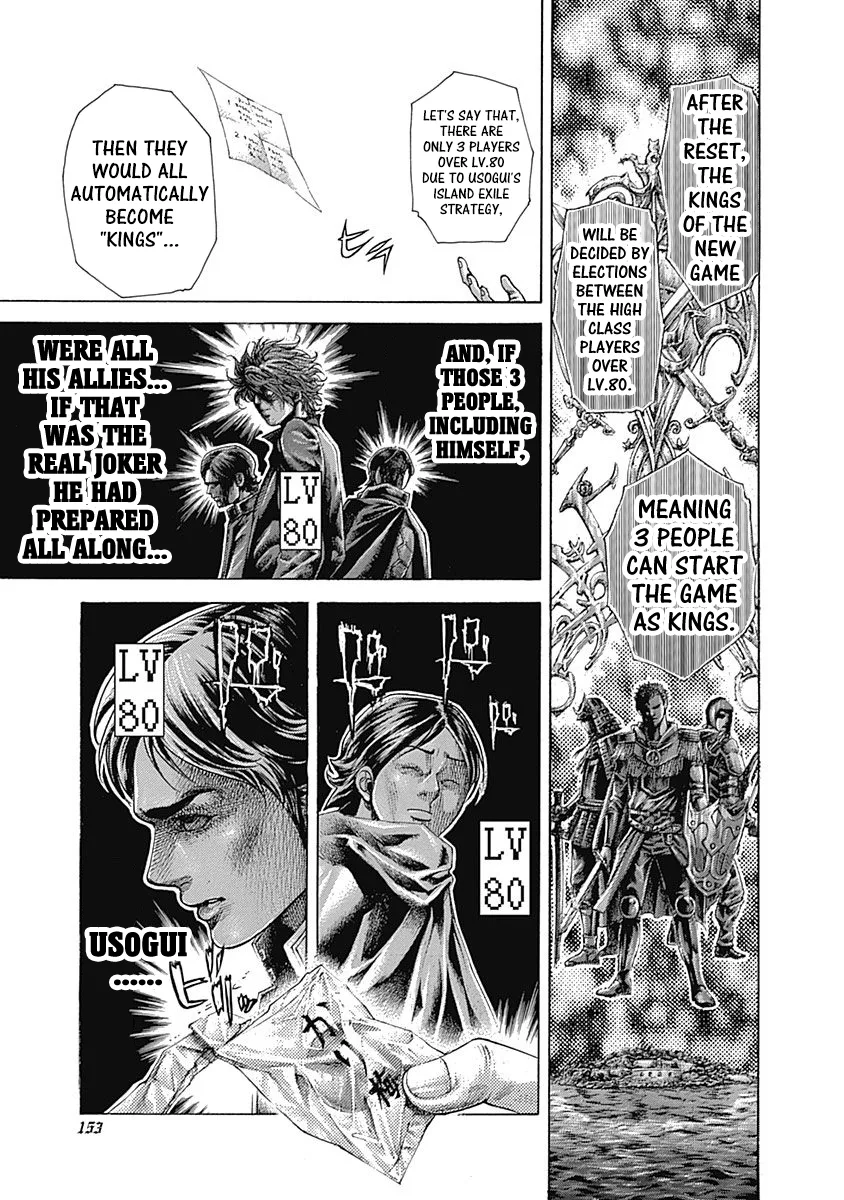 AFTER
THE
RESET,
THE
KINGS
OF THE
NEW
GAME
WILL BE
DECIDED BY
ELECTIONS
BETWEEN
THE HIGH
CLASS
PLAYERS
OVER
LV.80.
MEANING
3 PEOPLE
CAN START
THE GAME
AS KINGS.
LET'S SAY THAT,
THERE ARE
ONLY 3 PLAYERS
OVER LV.80
DUE TO USOGUI'S
ISLAND EXILE
STRATEGY,
THEN THEY
WOULD ALL
AUTOMATICALLY
BECOME
"KINGS"...
AND, IF
THOSE 3
PEOPLE,
INCLUDING
HIMSELF,
WERE ALL
HIS ALLIES...
IF THAT
WAS THE
REAL JOKER
HE HAD
PREPARED
ALL ALONG...
LV
80
LV
80
LV
80
USOGUI
......
カリ
梅
153